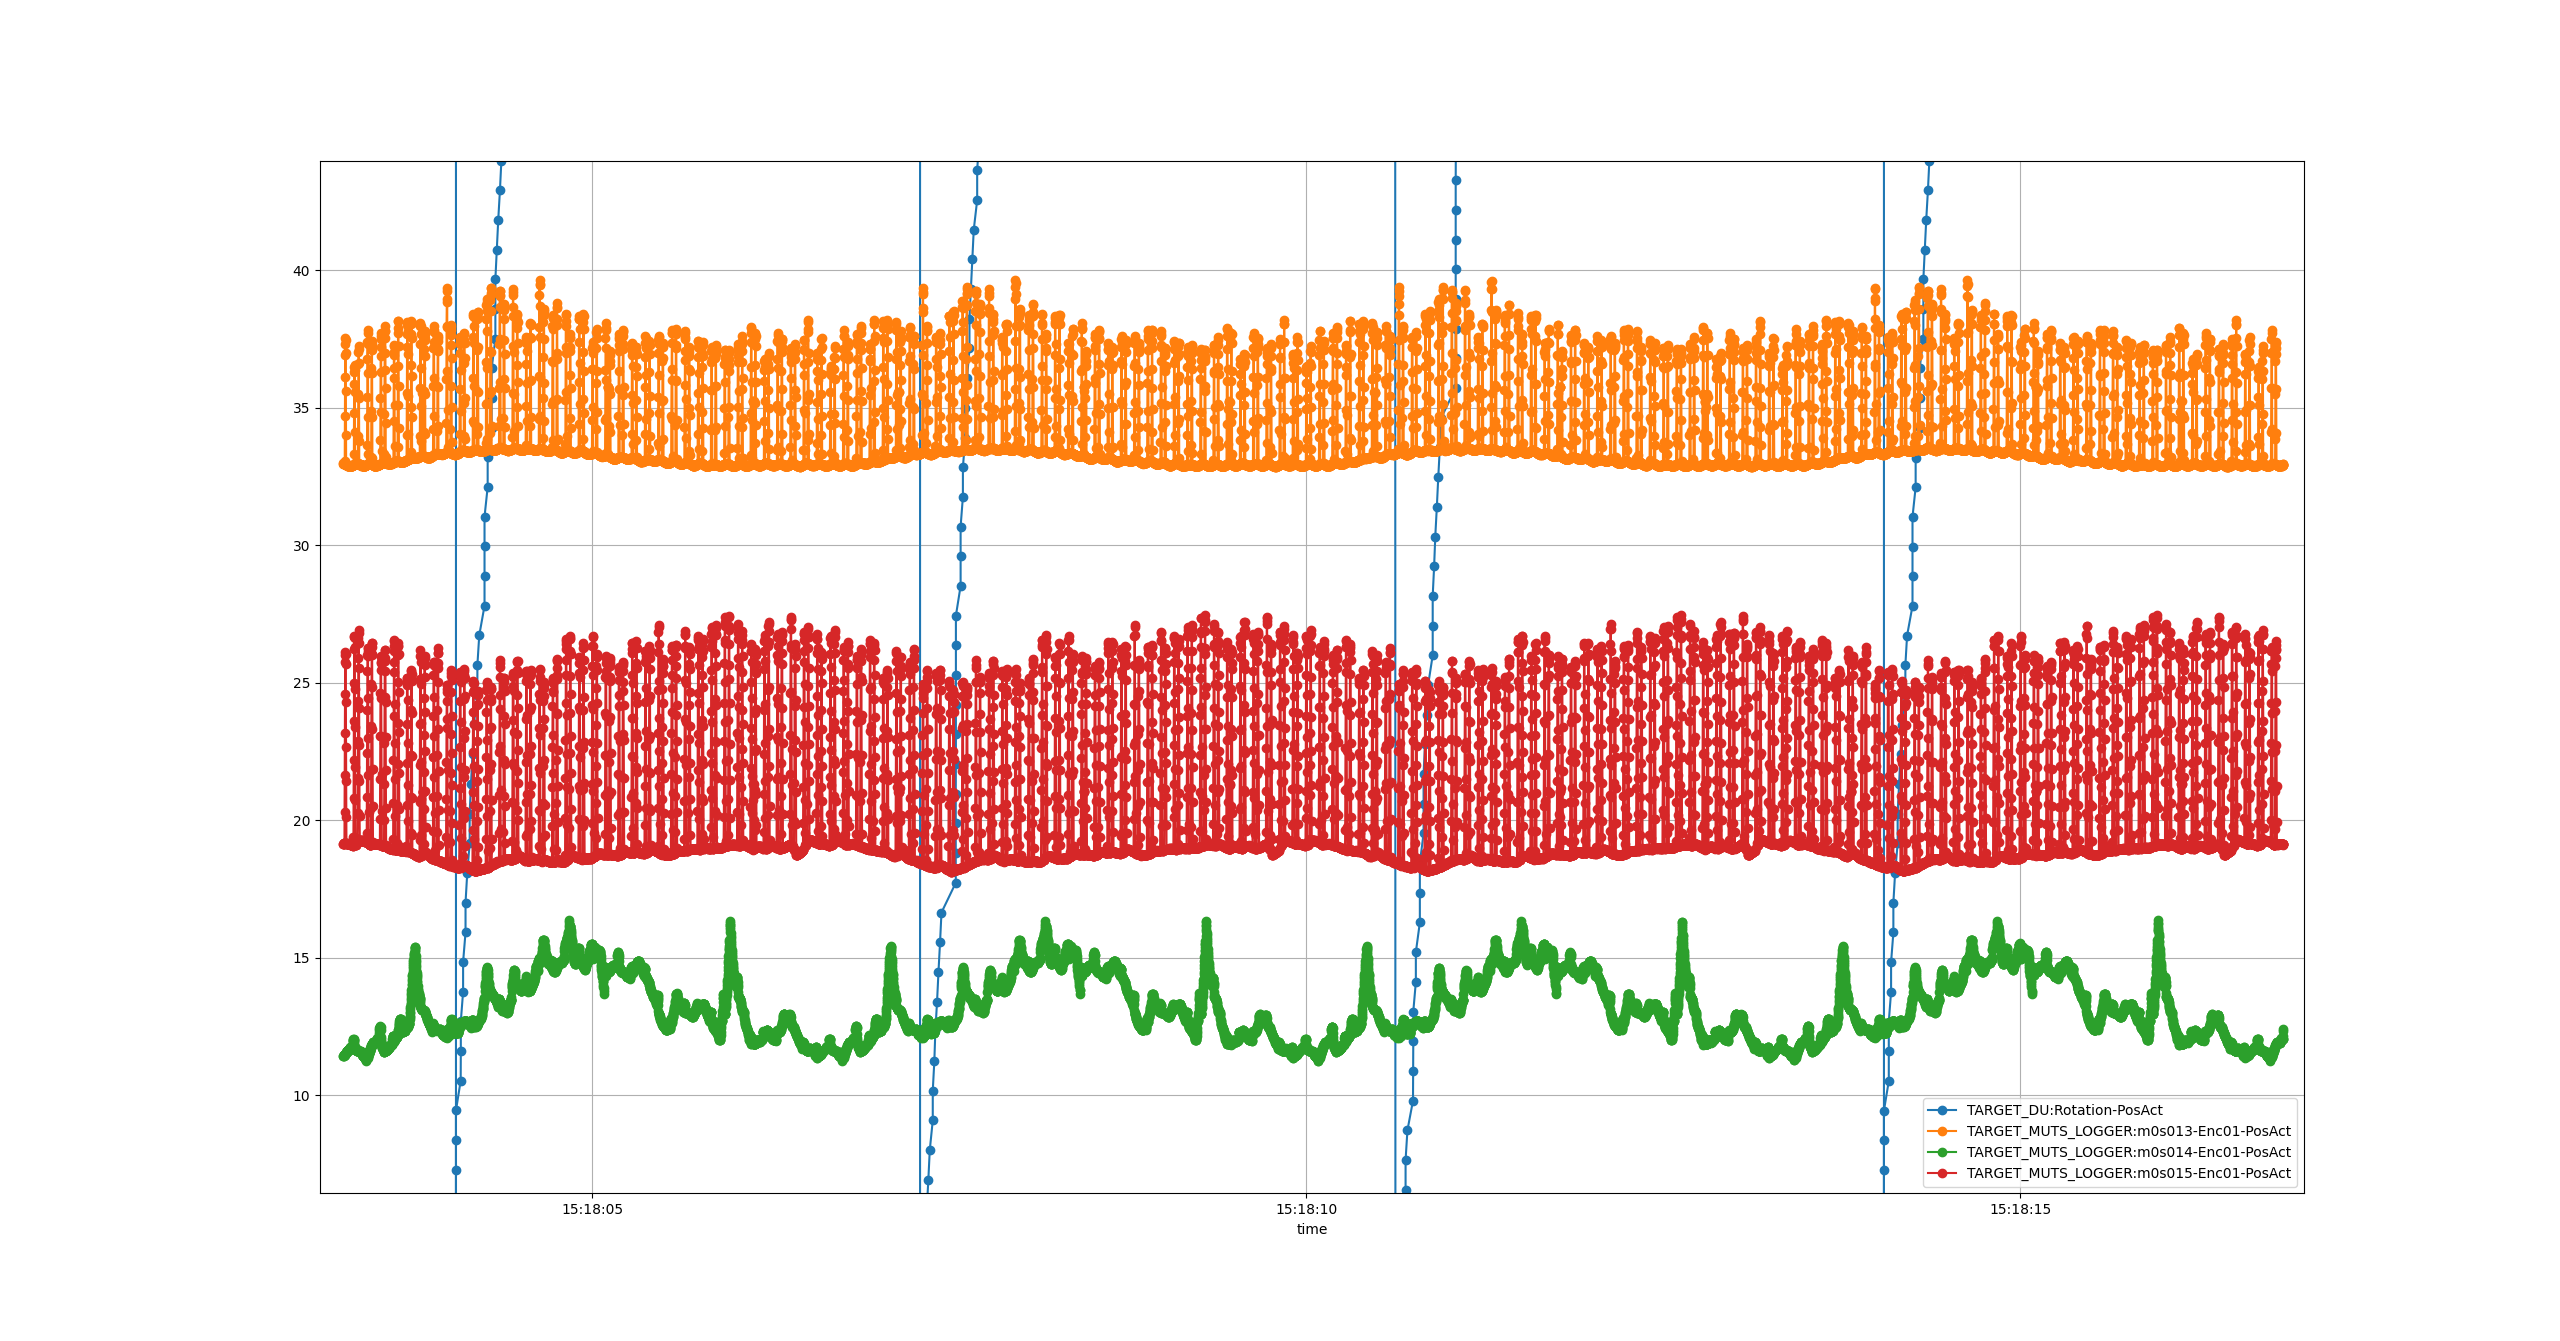 40
35
30
25
20
15
10
15:18:05
15:18:10
15:18:15
time
TARGET_DU:Rotation-PosAct
TARGET_MUTS_LOGGER:m0s013-Enc01-PosAct
TARGET_MUTS_LOGGER:m0s014-Enc01-PosAct
TARGET_MUTS_LOGGER:m0s015-Enc01-PosAct